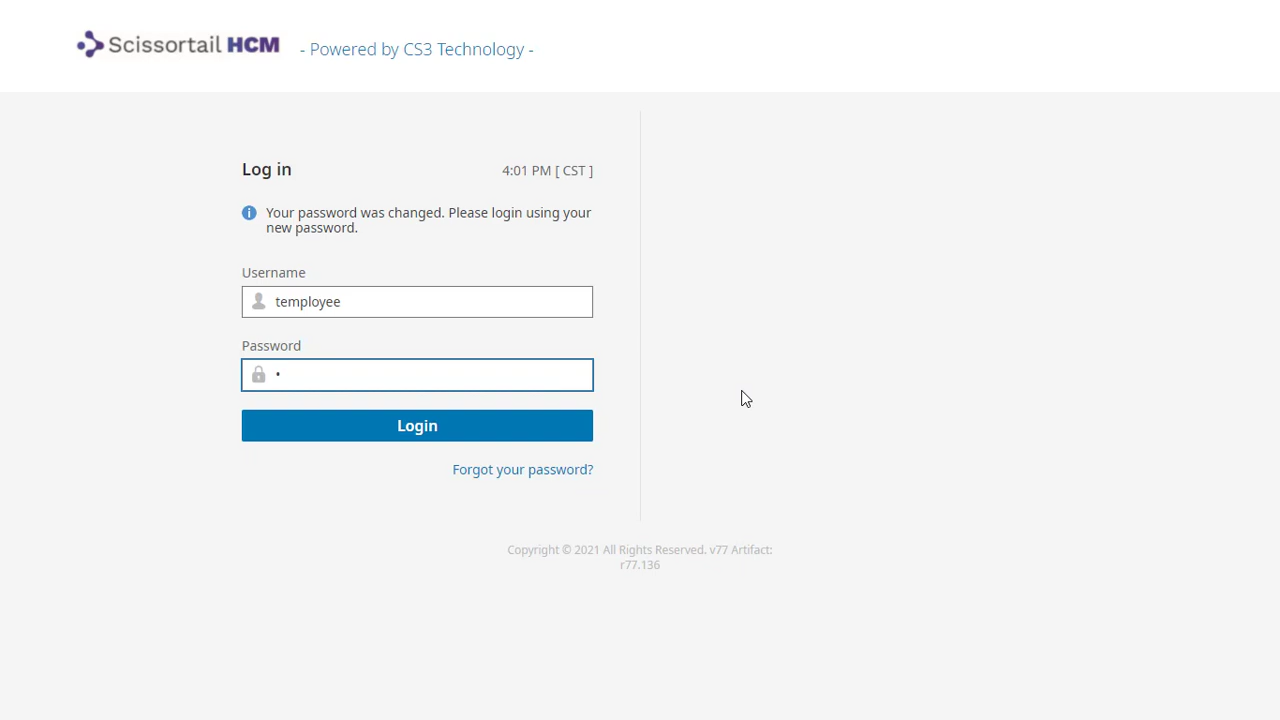 Scissortail HCM
- Powered by CS3 Technology -
Log in
4:01 PM [ CST ]
Your password was changed. Please login using your
new password.
Username
temployee
Password
•
Login
Forgot your password?
Copyright © 2021 All Rights Reserved. v77 Artifact:
r77.136